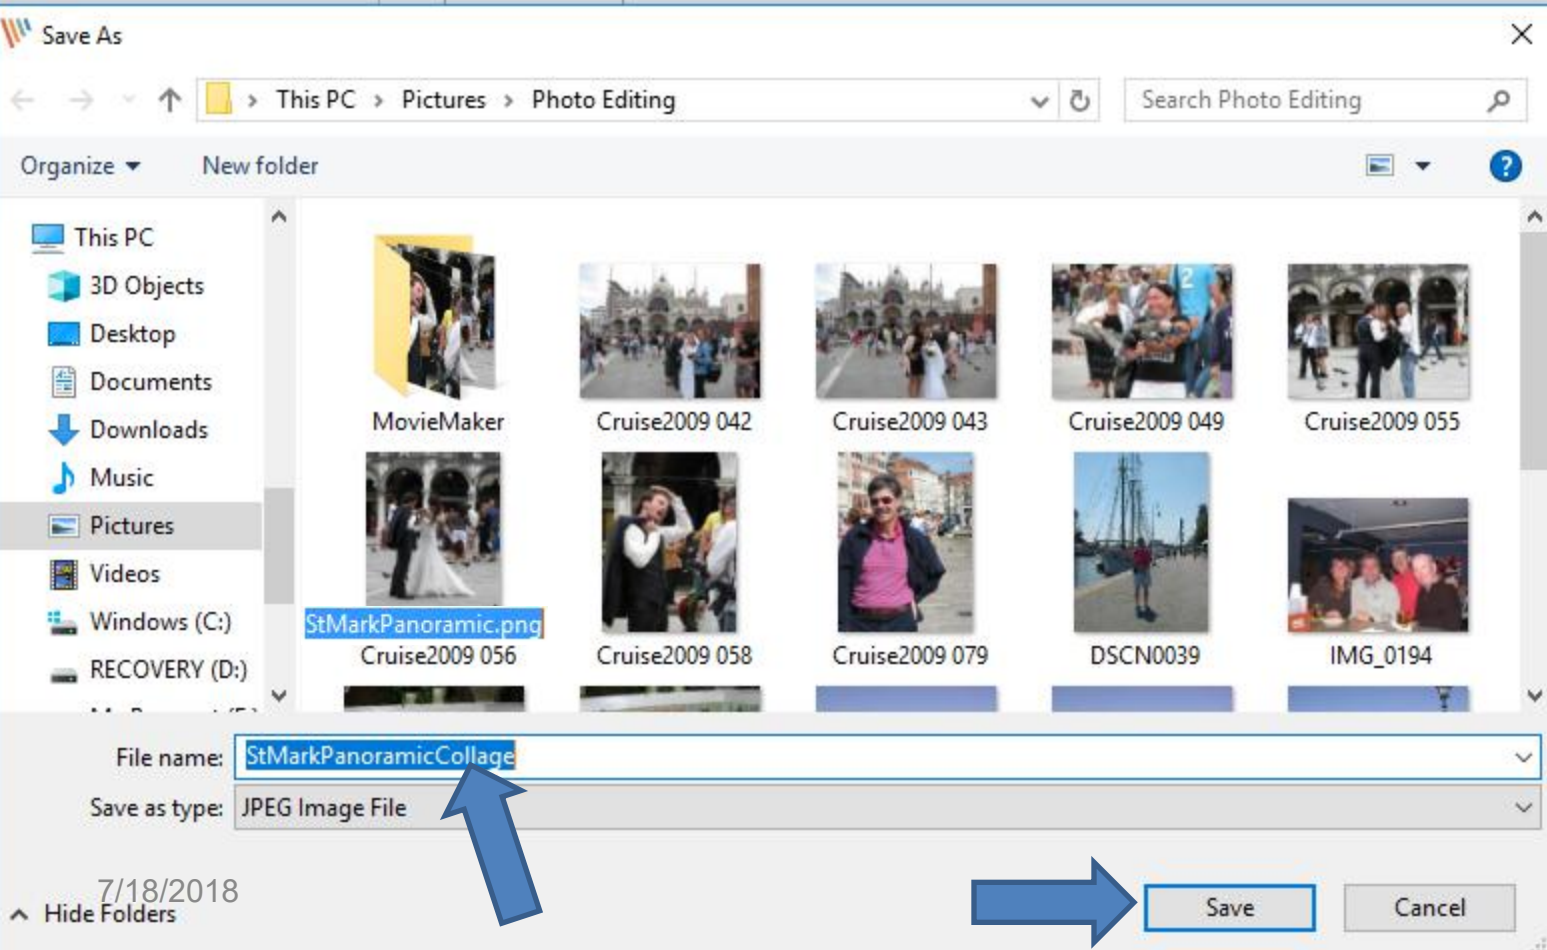 Save As
This PC > Pictures > Photo Editing
Search Photo Editing
Organize
New folder
This PC
3D Objects
Desktop
Documents
Downloads
Music
Pictures
Videos
Windows (C:)
RECOVERY (D:)
MovieMaker
Cruise2009 042
Cruise2009 043
Cruise2009 049
Cruise2009 055
StMarkPanoramic.png
Cruise2009 056
Cruise2009 058
Cruise2009 079
DSCN0039
IMG_0194
File name: StMarkPanoramicCollage
Save as type: JPEG Image File
7/18/2018
Hide Folders
Save
Cancel